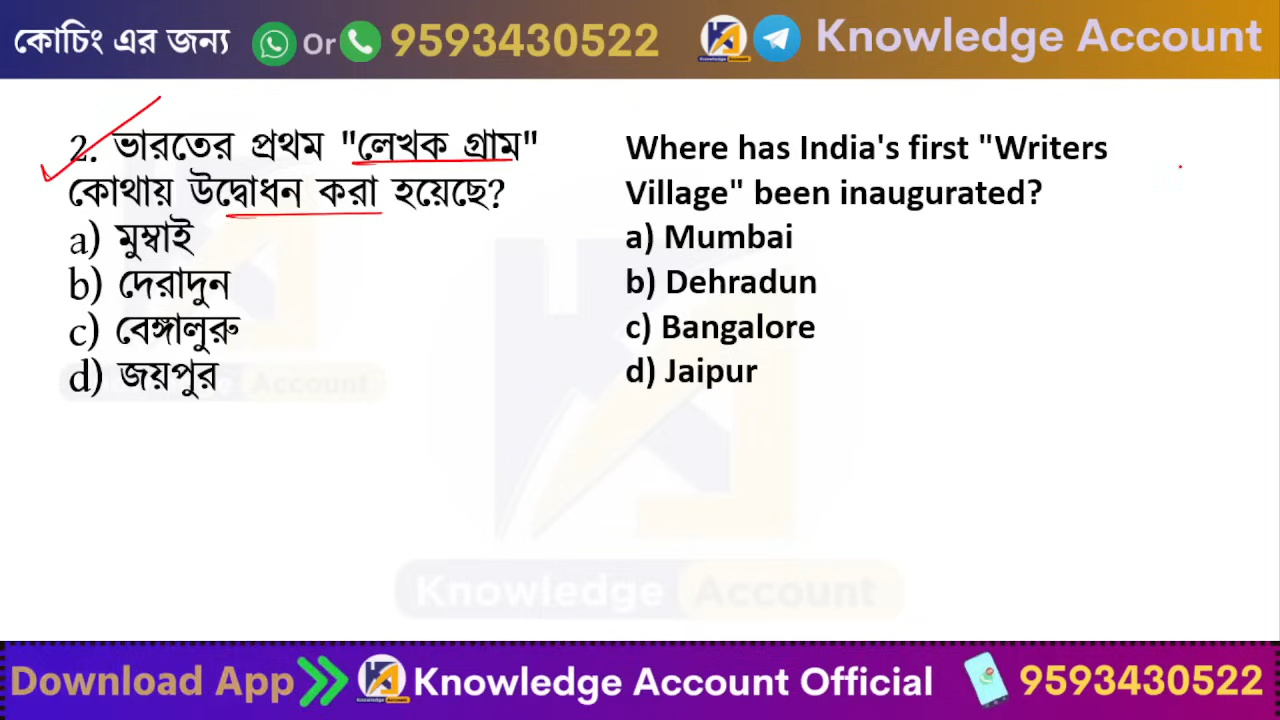 কোচিং এর জন্য Or 9593430522 Knowledge Account
2. ভারতের প্রথম "লেখক গ্রাম"
কোথায় উদ্বোধন করা হয়েছে?
a) মুম্বাই
b) দেরাদুন
c) বেঙ্গালুরু
d) জয়পুর
Where has India's first "Writers
Village" been inaugurated?
a) Mumbai
b) Dehradun
c) Bangalore
d) Jaipur
Account
Knowledge Account
Download App Knowledge Account Official 9593430522